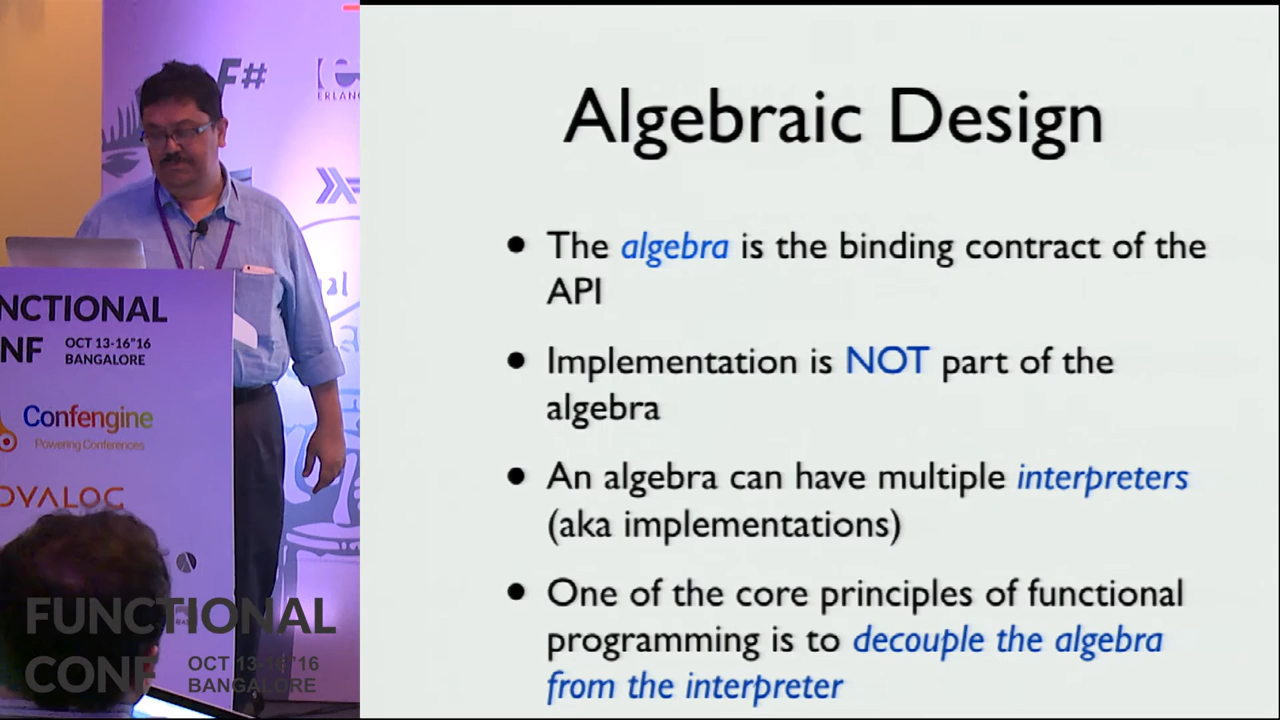 F#
ERLANG
NCTIONAL
NF
OCT 13-16"16
BANGALORE
Confengine
Powering Conferences
OVALOC
FUNCTIONAL
CONF
OCT 13-16"16
BANGALORE
Algebraic Design
• The algebra is the binding contract of the
API
• Implementation is NOT part of the
algebra
• An algebra can have multiple interpreters
(aka implementations)
• One of the core principles of functional
programming is to decouple the algebra
from the interpreter